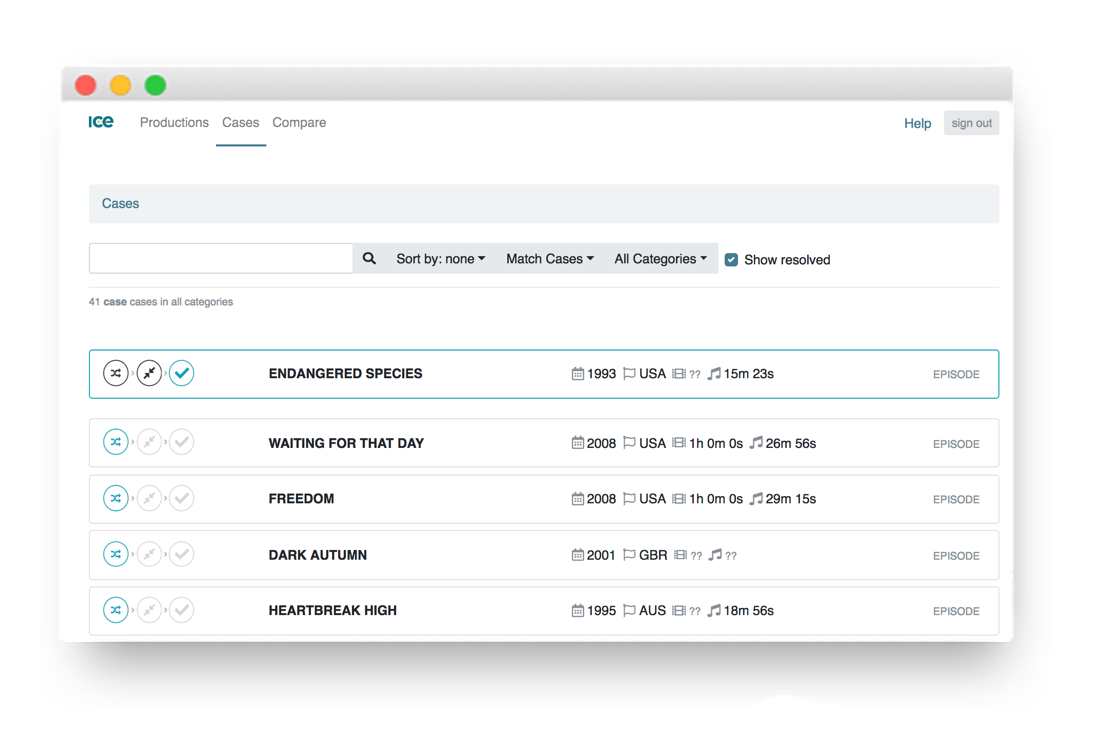 ICE Productions Cases Compare Help sign out
Cases
Sort by: none Match Cases All Categories Show resolved
41 case cases in all categories
ENDANGERED SPECIES 1993 USA ?? 15m 23s EPISODE
WAITING FOR THAT DAY 2008 USA 1h 0m 0s 26m 56s EPISODE
FREEDOM 2008 USA 1h 0m 0s 29m 15s EPISODE
DARK AUTUMN 2001 GBR ?? ?? EPISODE
HEARTBREAK HIGH 1995 AUS ?? 18m 56s EPISODE